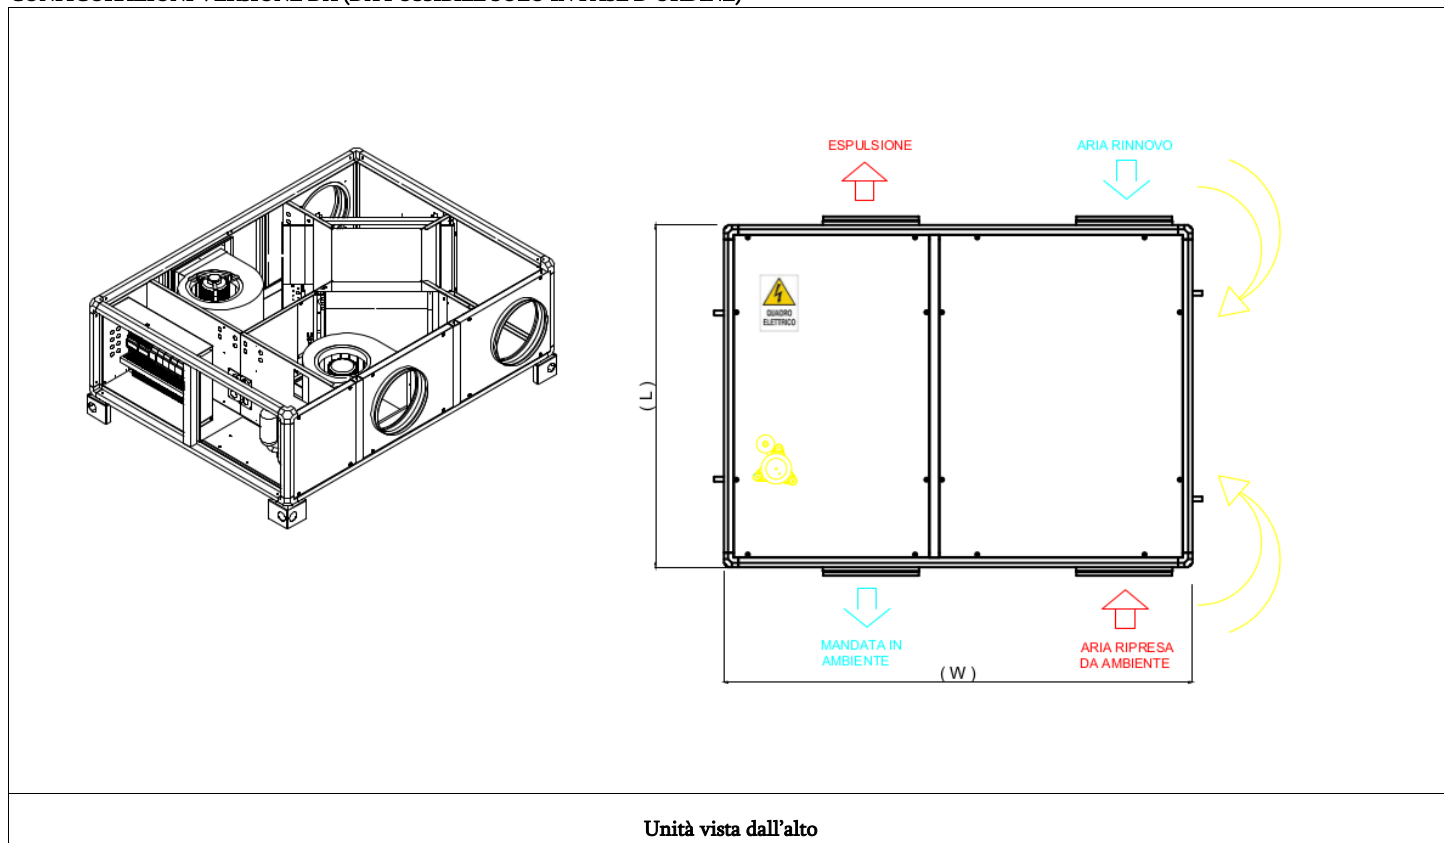 ESPULSIONE
ARIA RINNOVO
QUADRO
ELETTRICO
( L )
MANDATA IN
AMBIENTE
ARIA RIPRESA
DA AMBIENTE
( W )
Unità vista dall'alto